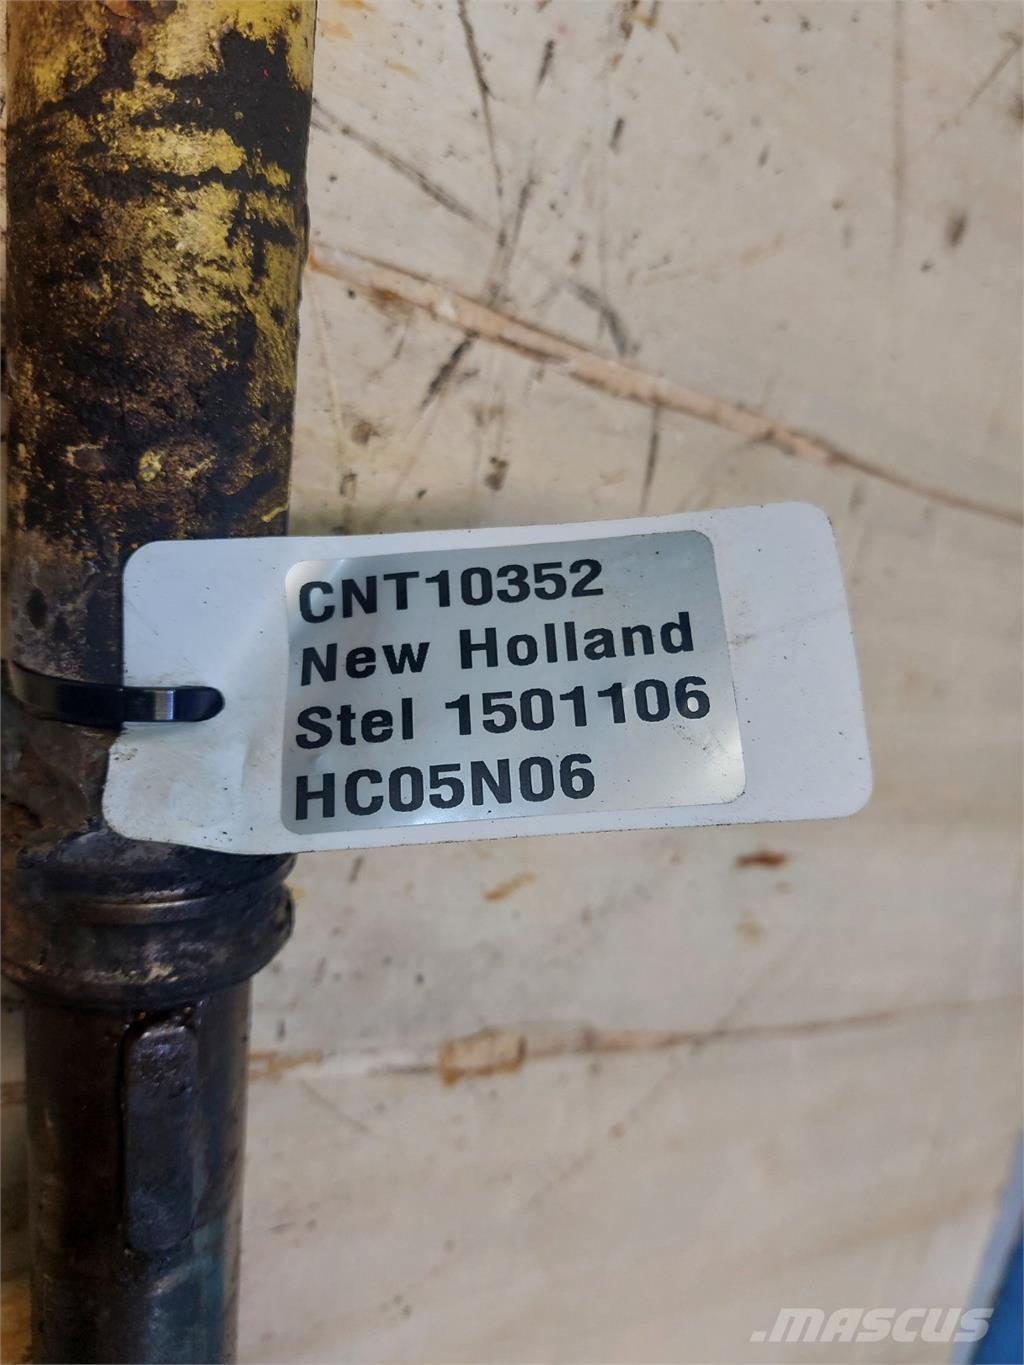 CNT10352
New Holland
Stel 1501106
HC05N06
.MASCUS